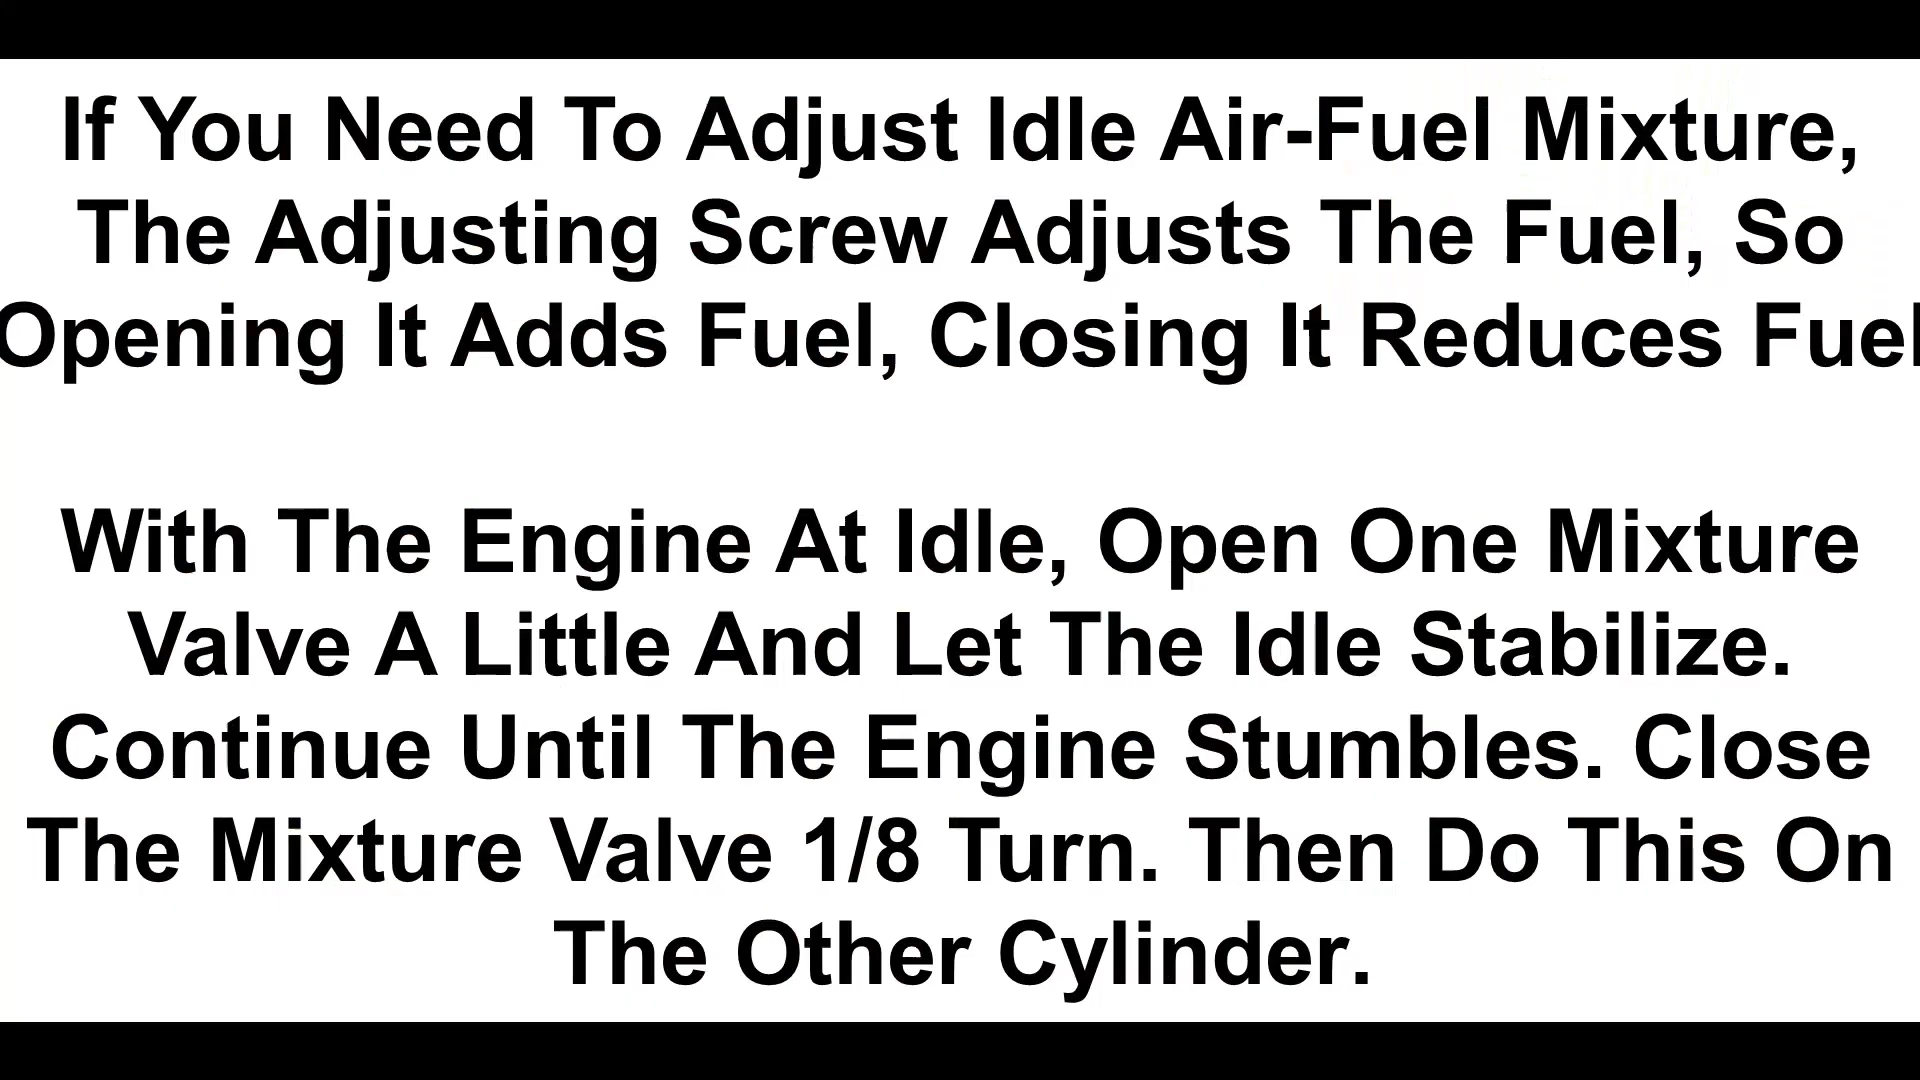 If You Need To Adjust Idle Air-Fuel Mixture,
The Adjusting Screw Adjusts The Fuel, So
Opening It Adds Fuel, Closing It Reduces Fuel
With The Engine At Idle, Open One Mixture
Valve A Little And Let The Idle Stabilize.
Continue Until The Engine Stumbles. Close
The Mixture Valve 1/8 Turn. Then Do This On
The Other Cylinder.